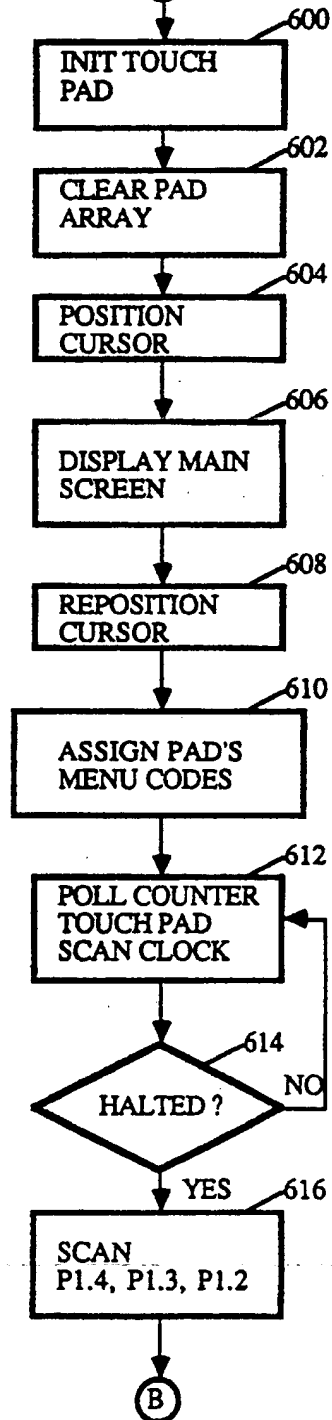 600
INIT TOUCH
PAD
602
CLEAR PAD
ARRAY
604
POSITION
CURSOR
606
DISPLAY MAIN
SCREEN
608
REPOSITION
CURSOR
610
ASSIGN PAD'S
MENU CODES
612
POLL COUNTER
TOUCH PAD
SCAN CLOCK
614
HALTED ?
NO
YES
616
SCAN
P1.4, P1.3, P1.2
B